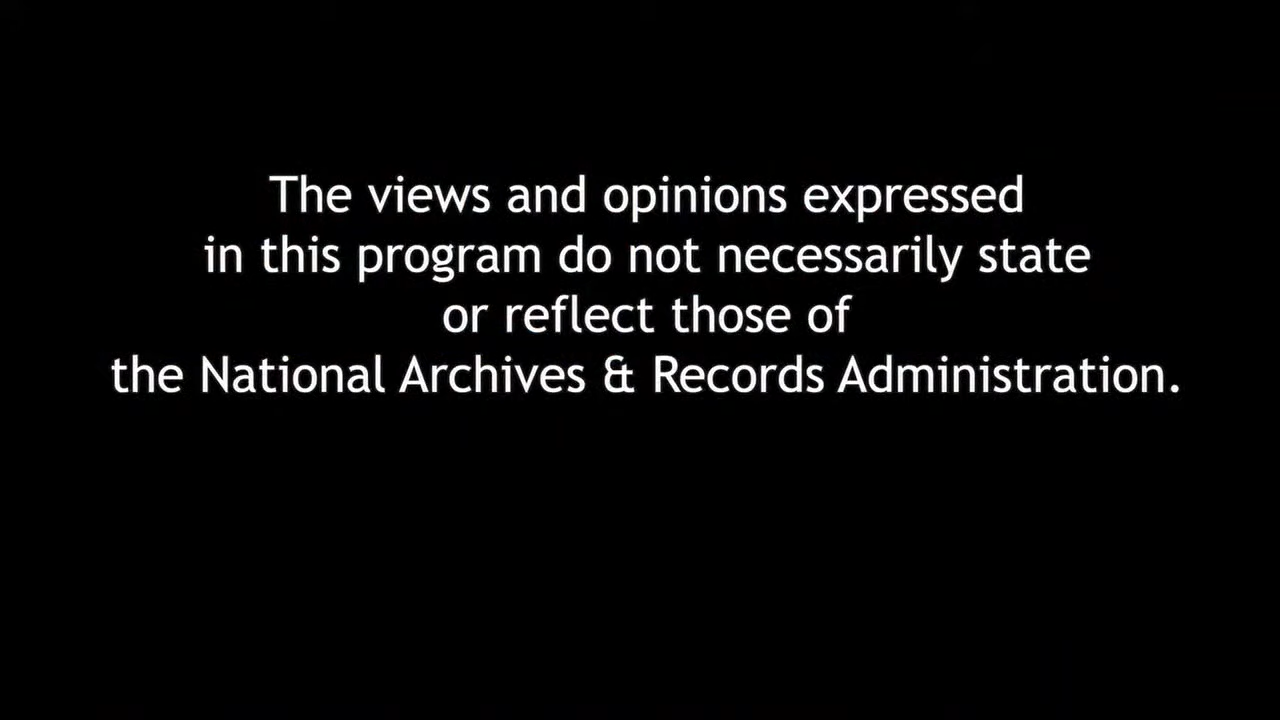 The views and opinions expressed
in this program do not necessarily state
or reflect those of
the National Archives & Records Administration.